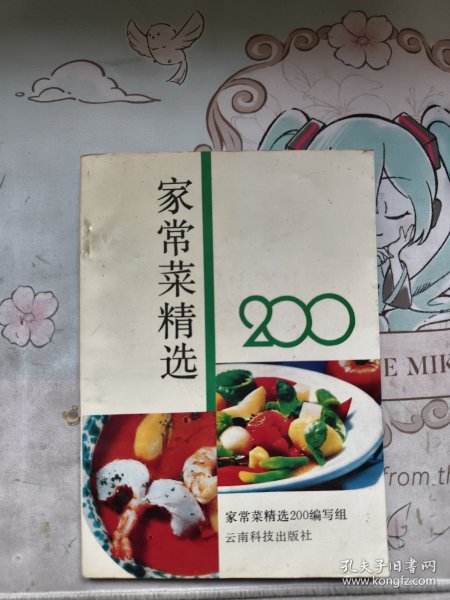 家常菜精选
200
E MIK
from th
家常菜精选200编写组
云南科技出版社
孔夫子旧书网
www.kongfz.com